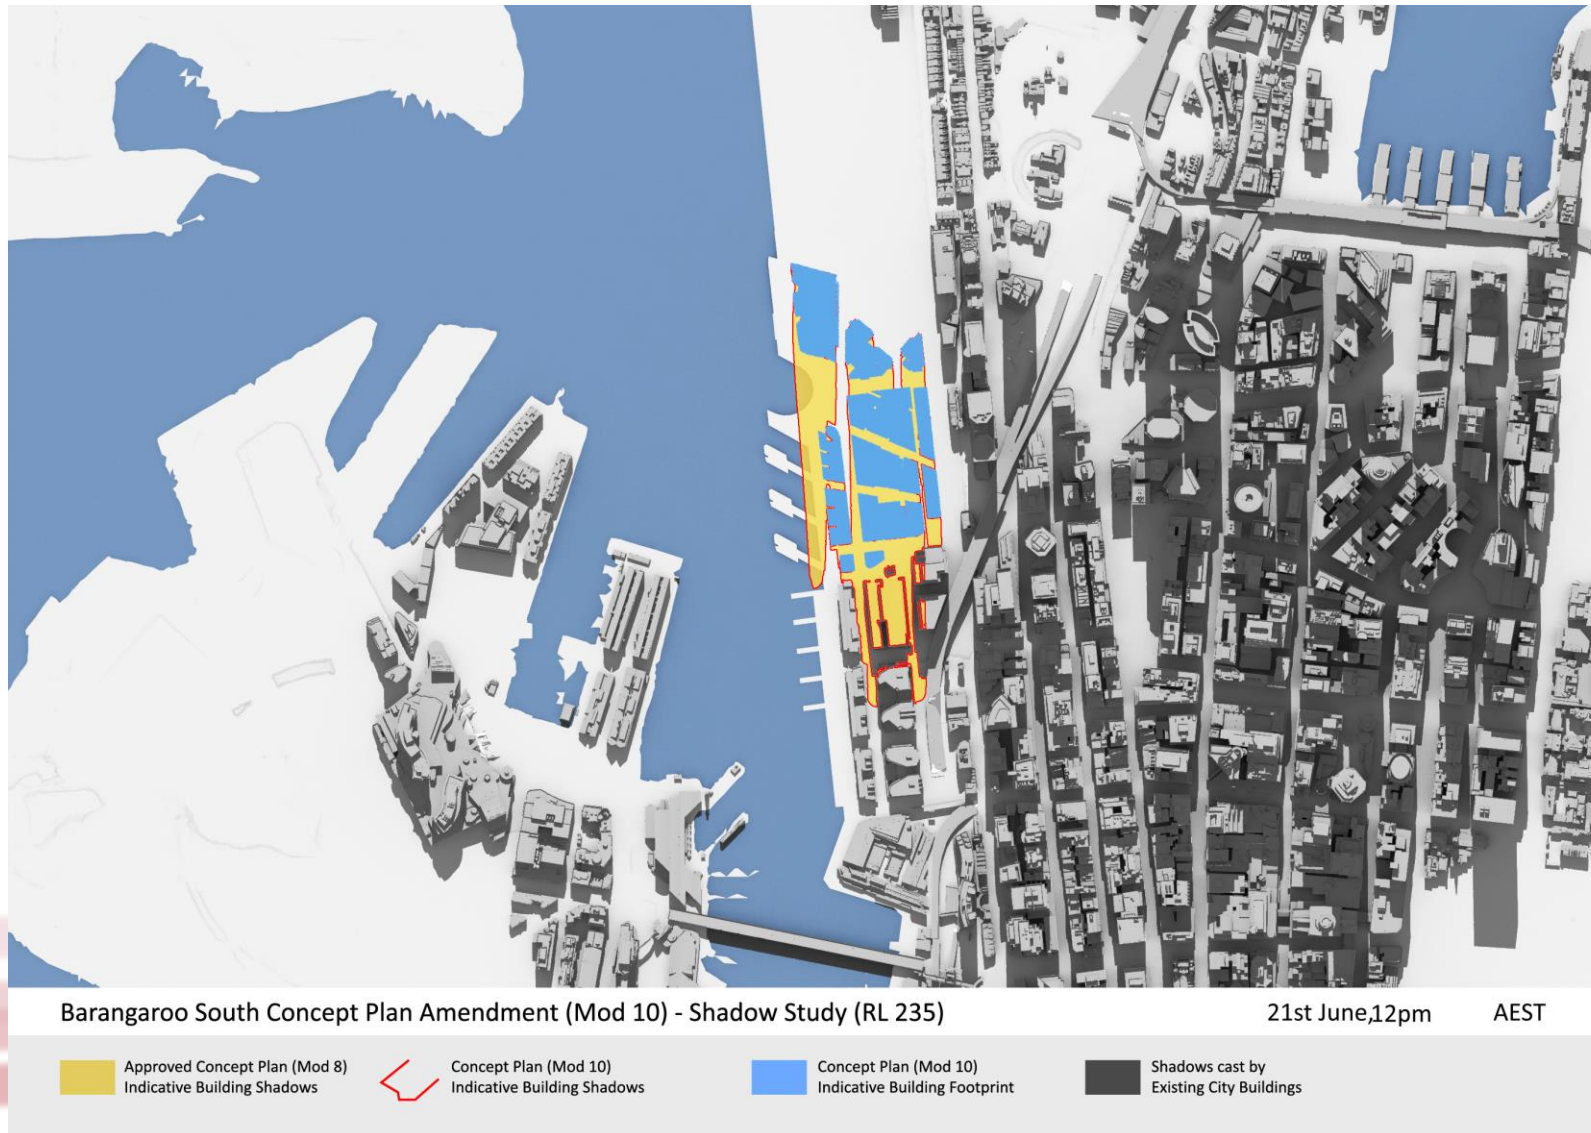 Barangaroo South Concept Plan Amendment (Mod 10) - Shadow Study (RL 235)
21st June,12pm
AEST
Approved Concept Plan (Mod 8)
Indicative Building Shadows
Concept Plan (Mod 10)
Indicative Building Shadows
Concept Plan (Mod 10)
Indicative Building Footprint
Shadows cast by
Existing City Buildings